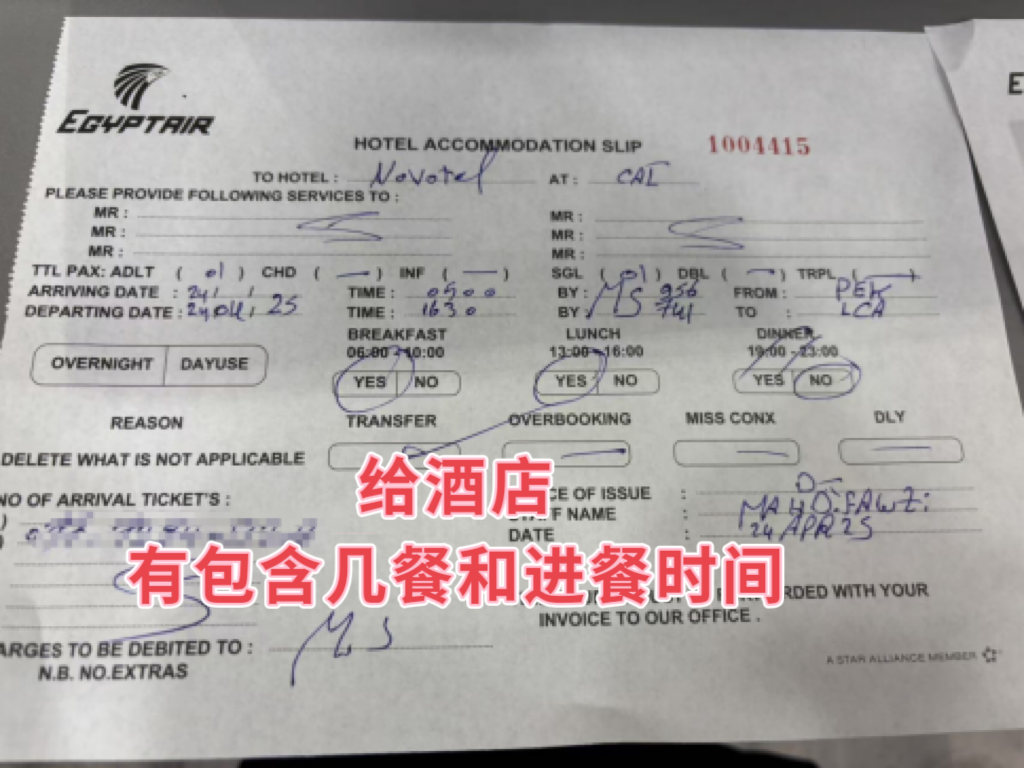 EGYPTAIR
HOTEL ACCOMMODATION SLIP 1004415
TO HOTEL : Novotel AT : CAI
PLEASE PROVIDE FOLLOWING SERVICES TO :
MR : MR :
MR : MR :
MR : MR :
TTL PAX: ADLT ( 01 ) CHD ( — ) INF ( — ) SGL ( 01 ) DBL ( — ) TRPL ( — )
ARRIVING DATE : 24/ / TIME : 0500 BY : MS 956 FROM : PEK
DEPARTING DATE : 24/04/25 TIME : 1630 BY : MS 741 TO : LCA
BREAKFAST LUNCH DINNER
06:00 - 10:00 13:00 - 16:00 19:00 - 23:00
OVERNIGHT DAYUSE YES NO YES NO YES NO
REASON TRANSFER OVERBOOKING MISS CONX DLY
DELETE WHAT IS NOT APPLICABLE
给酒店
NO OF ARRIVAL TICKET'S : OF ISSUE :
STAFF NAME :
DATE : 24 APR 25
有包含几餐和进餐时间
WITH YOUR
INVOICE TO OUR OFFICE .
ARGES TO BE DEBITED TO : MS
N.B. NO.EXTRAS
A STAR ALLIANCE MEMBER
E